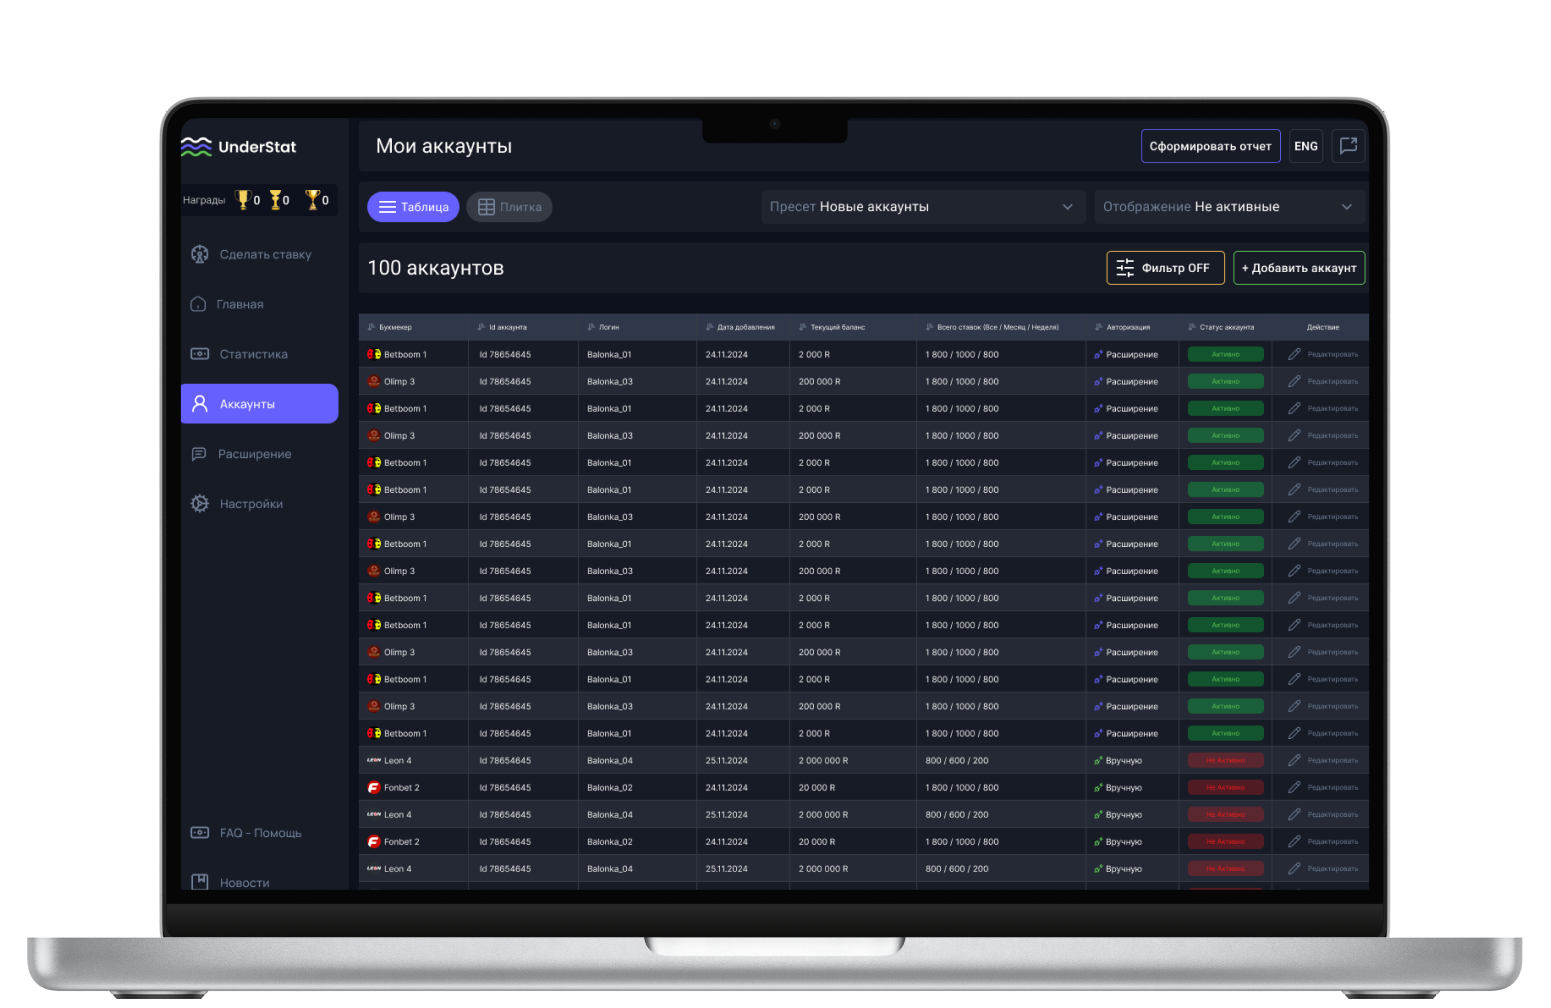 UnderStat
Мои аккаунты
Сформировать отчет
ENG
Награды 0 0 0
Таблица
Плитка
Пресет Новые аккаунты
Отображение Не активные
Сделать ставку
Главная
Статистика
Аккаунты
Расширение
Настройки
FAQ – Помощь
Новости
100 аккаунтов
Фильтр OFF
+ Добавить аккаунт
Букмекер Id аккаунта Логин Дата добавления Текущий баланс Всего ставок (Все / Месяц / Неделя) Авторизация Статус аккаунта Действие
Betboom 1 Id 78654645 Balonka_01 24.11.2024 2 000 R 1 800 / 1000 / 800 Расширение Активно Редактировать
Olimp 3 Id 78654645 Balonka_03 24.11.2024 200 000 R 1 800 / 1000 / 800 Расширение Активно Редактировать
Betboom 1 Id 78654645 Balonka_01 24.11.2024 2 000 R 1 800 / 1000 / 800 Расширение Активно Редактировать
Olimp 3 Id 78654645 Balonka_03 24.11.2024 200 000 R 1 800 / 1000 / 800 Расширение Активно Редактировать
Betboom 1 Id 78654645 Balonka_01 24.11.2024 2 000 R 1 800 / 1000 / 800 Расширение Активно Редактировать
Betboom 1 Id 78654645 Balonka_01 24.11.2024 2 000 R 1 800 / 1000 / 800 Расширение Активно Редактировать
Olimp 3 Id 78654645 Balonka_03 24.11.2024 200 000 R 1 800 / 1000 / 800 Расширение Активно Редактировать
Betboom 1 Id 78654645 Balonka_01 24.11.2024 2 000 R 1 800 / 1000 / 800 Расширение Активно Редактировать
Olimp 3 Id 78654645 Balonka_03 24.11.2024 200 000 R 1 800 / 1000 / 800 Расширение Активно Редактировать
Betboom 1 Id 78654645 Balonka_01 24.11.2024 2 000 R 1 800 / 1000 / 800 Расширение Активно Редактировать
Betboom 1 Id 78654645 Balonka_01 24.11.2024 2 000 R 1 800 / 1000 / 800 Расширение Активно Редактировать
Olimp 3 Id 78654645 Balonka_03 24.11.2024 200 000 R 1 800 / 1000 / 800 Расширение Активно Редактировать
Betboom 1 Id 78654645 Balonka_01 24.11.2024 2 000 R 1 800 / 1000 / 800 Расширение Активно Редактировать
Olimp 3 Id 78654645 Balonka_03 24.11.2024 200 000 R 1 800 / 1000 / 800 Расширение Активно Редактировать
Betboom 1 Id 78654645 Balonka_01 24.11.2024 2 000 R 1 800 / 1000 / 800 Расширение Активно Редактировать
LEON Leon 4 Id 78654645 Balonka_04 25.11.2024 2 000 000 R 800 / 600 / 200 Вручную Не Активно Редактировать
Fonbet 2 Id 78654645 Balonka_02 24.11.2024 20 000 R 1 800 / 1000 / 800 Вручную Не Активно Редактировать
LEON Leon 4 Id 78654645 Balonka_04 25.11.2024 2 000 000 R 800 / 600 / 200 Вручную Не Активно Редактировать
Fonbet 2 Id 78654645 Balonka_02 24.11.2024 20 000 R 1 800 / 1000 / 800 Вручную Не Активно Редактировать
LEON Leon 4 Id 78654645 Balonka_04 25.11.2024 2 000 000 R 800 / 600 / 200 Вручную Не Активно Редактировать